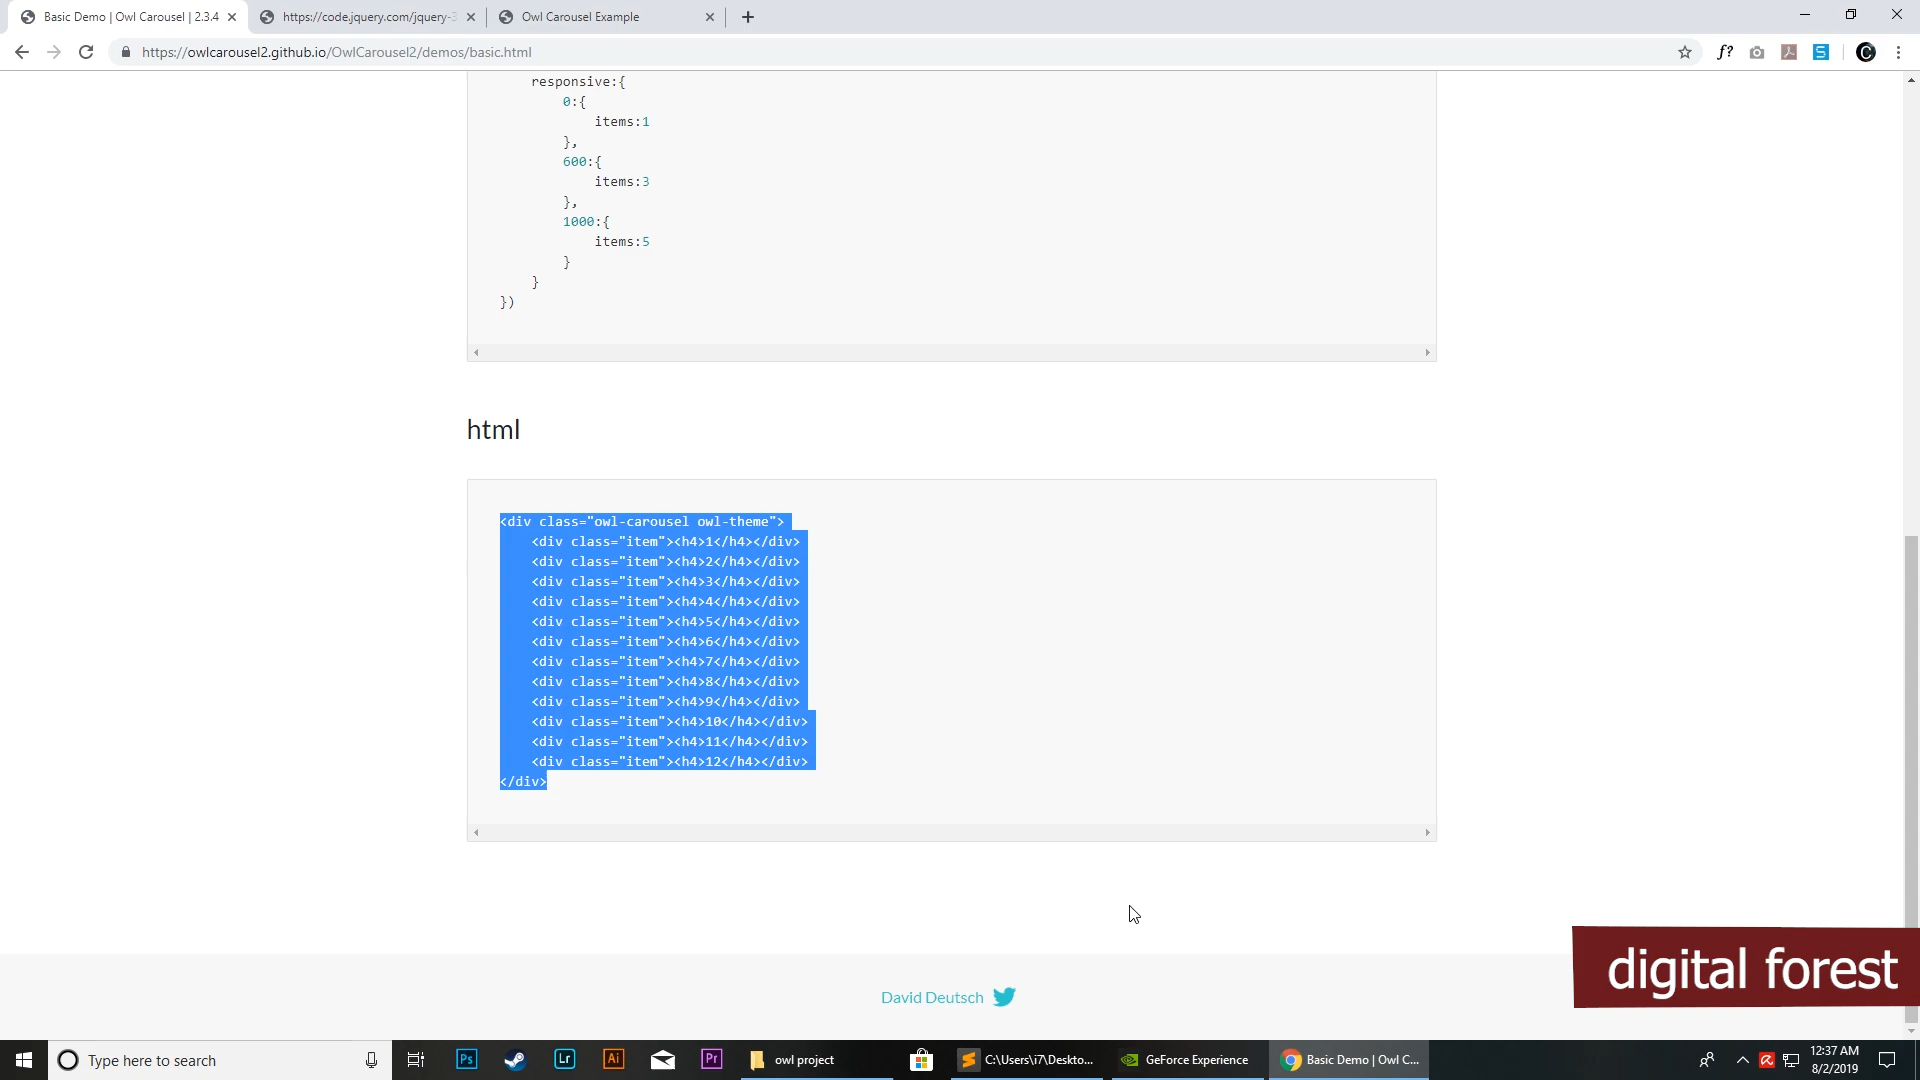 Basic Demo | Owl Carousel | 2.3.4
https://code.jquery.com/jquery-3
Owl Carousel Example
https://owlcarousel2.github.io/OwlCarousel2/demos/basic.html
f?
S
C
responsive:{
0:{
items:1
},
600:{
items:3
},
1000:{
items:5
}
}
})
html
<div class="owl-carousel owl-theme">
<div class="item"><h4>1</h4></div>
<div class="item"><h4>2</h4></div>
<div class="item"><h4>3</h4></div>
<div class="item"><h4>4</h4></div>
<div class="item"><h4>5</h4></div>
<div class="item"><h4>6</h4></div>
<div class="item"><h4>7</h4></div>
<div class="item"><h4>8</h4></div>
<div class="item"><h4>9</h4></div>
<div class="item"><h4>10</h4></div>
<div class="item"><h4>11</h4></div>
<div class="item"><h4>12</h4></div>
</div>
digital forest
David Deutsch
Type here to search
Ps
Lr
Ai
Pr
owl project
C:\Users\i7\Deskto...
GeForce Experience
Basic Demo | Owl C...
12:37 AM
8/2/2019